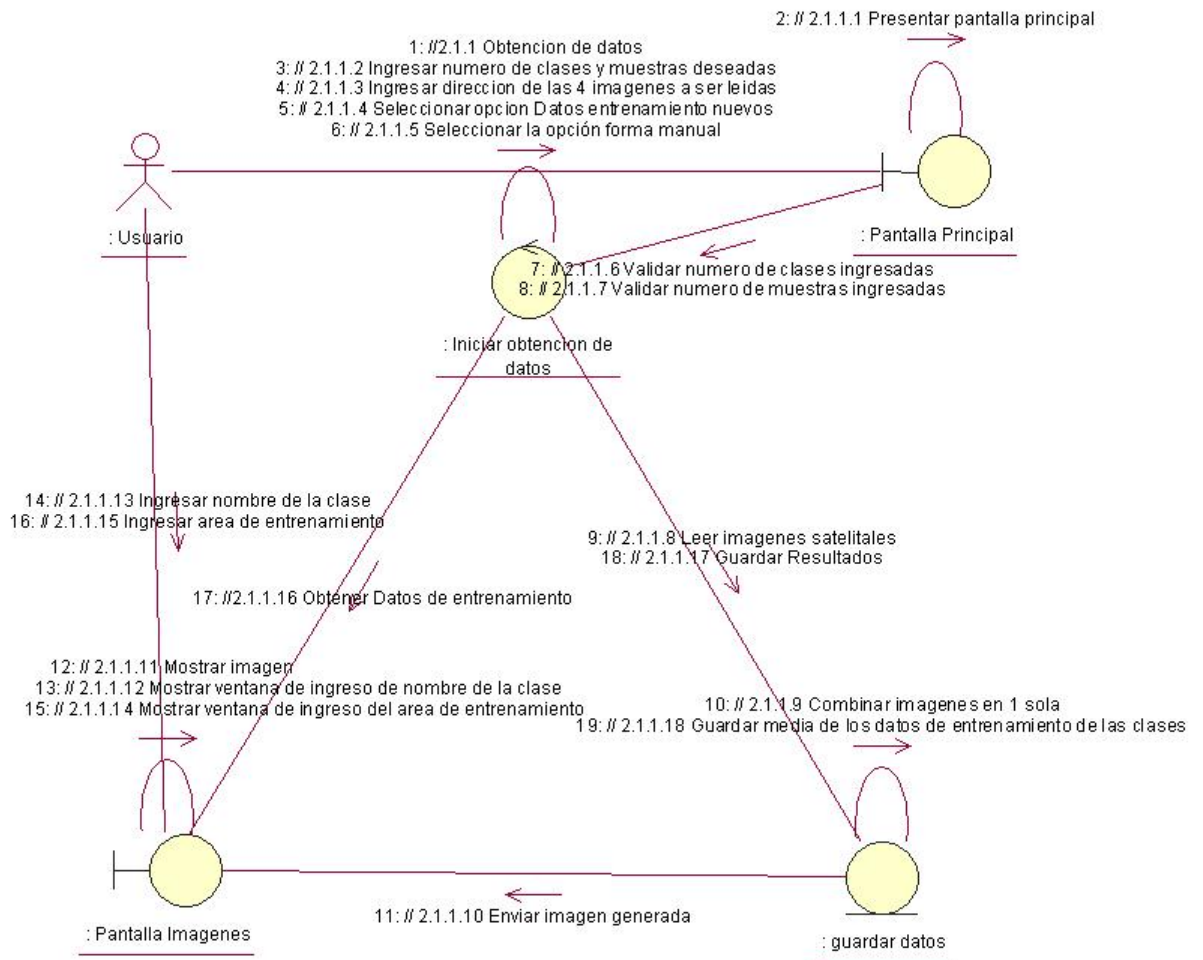 2: // 2.1.1.1 Presentar pantalla principal
1: //2.1.1 Obtencion de datos
3: // 2.1.1.2 Ingresar numero de clases y muestras deseadas
4: // 2.1.1.3 Ingresar direccion de las 4 imagenes a ser leidas
5: // 2.1.1.4 Seleccionar opcion Datos entrenamiento nuevos
6: // 2.1.1.5 Seleccionar la opción forma manual
: Usuario
: Pantalla Principal
7: // 2.1.1.6 Validar numero de clases ingresadas
8: // 2.1.1.7 Validar numero de muestras ingresadas
: Iniciar obtencion de
datos
14: // 2.1.1.13 Ingresar nombre de la clase
16: // 2.1.1.15 Ingresar area de entrenamiento
9: // 2.1.1.8 Leer imagenes satelitales
18: // 2.1.1.17 Guardar Resultados
17: //2.1.1.16 Obtener Datos de entrenamiento
12: // 2.1.1.11 Mostrar imagen
13: // 2.1.1.12 Mostrar ventana de ingreso de nombre de la clase
15: // 2.1.1.14 Mostrar ventana de ingreso del area de entrenamiento
10: // 2.1.1.9 Combinar imagenes en 1 sola
19: // 2.1.1.18 Guardar media de los datos de entrenamiento de las clases
11: // 2.1.1.10 Enviar imagen generada
: Pantalla Imagenes
: guardar datos